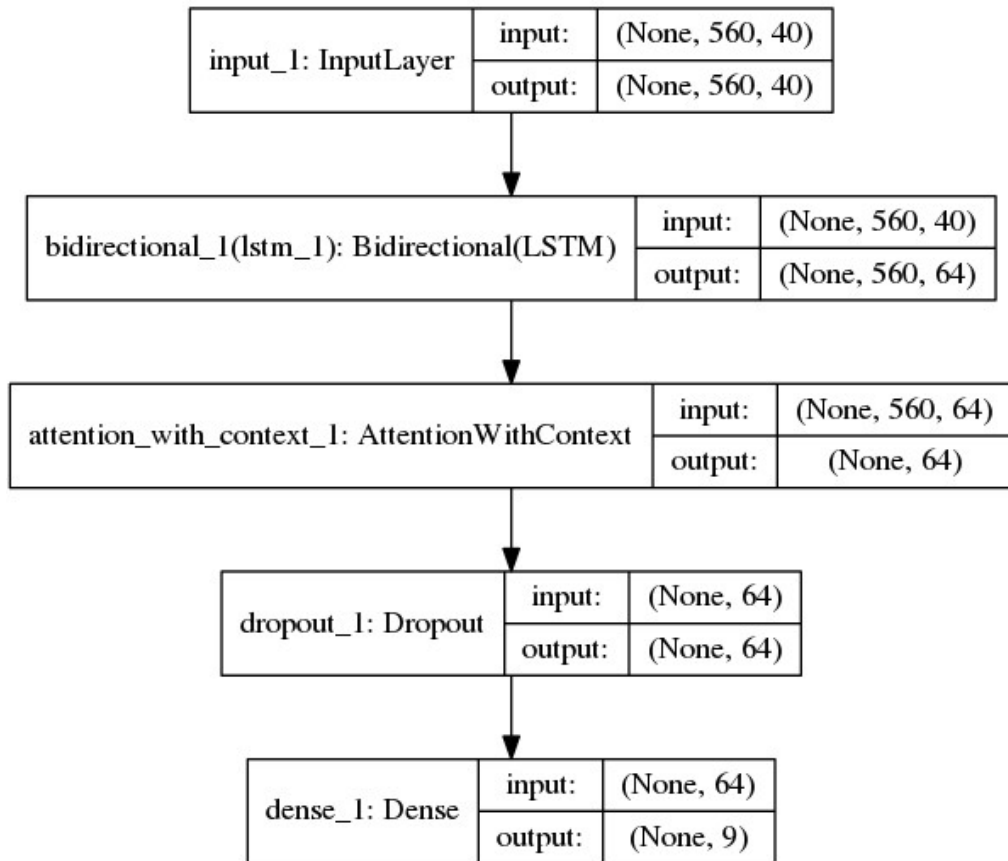 input_1: InputLayer
input: (None, 560, 40)
output: (None, 560, 40)
bidirectional_1(lstm_1): Bidirectional(LSTM)
input: (None, 560, 40)
output: (None, 560, 64)
attention_with_context_1: AttentionWithContext
input: (None, 560, 64)
output: (None, 64)
dropout_1: Dropout
input: (None, 64)
output: (None, 64)
dense_1: Dense
input: (None, 64)
output: (None, 9)